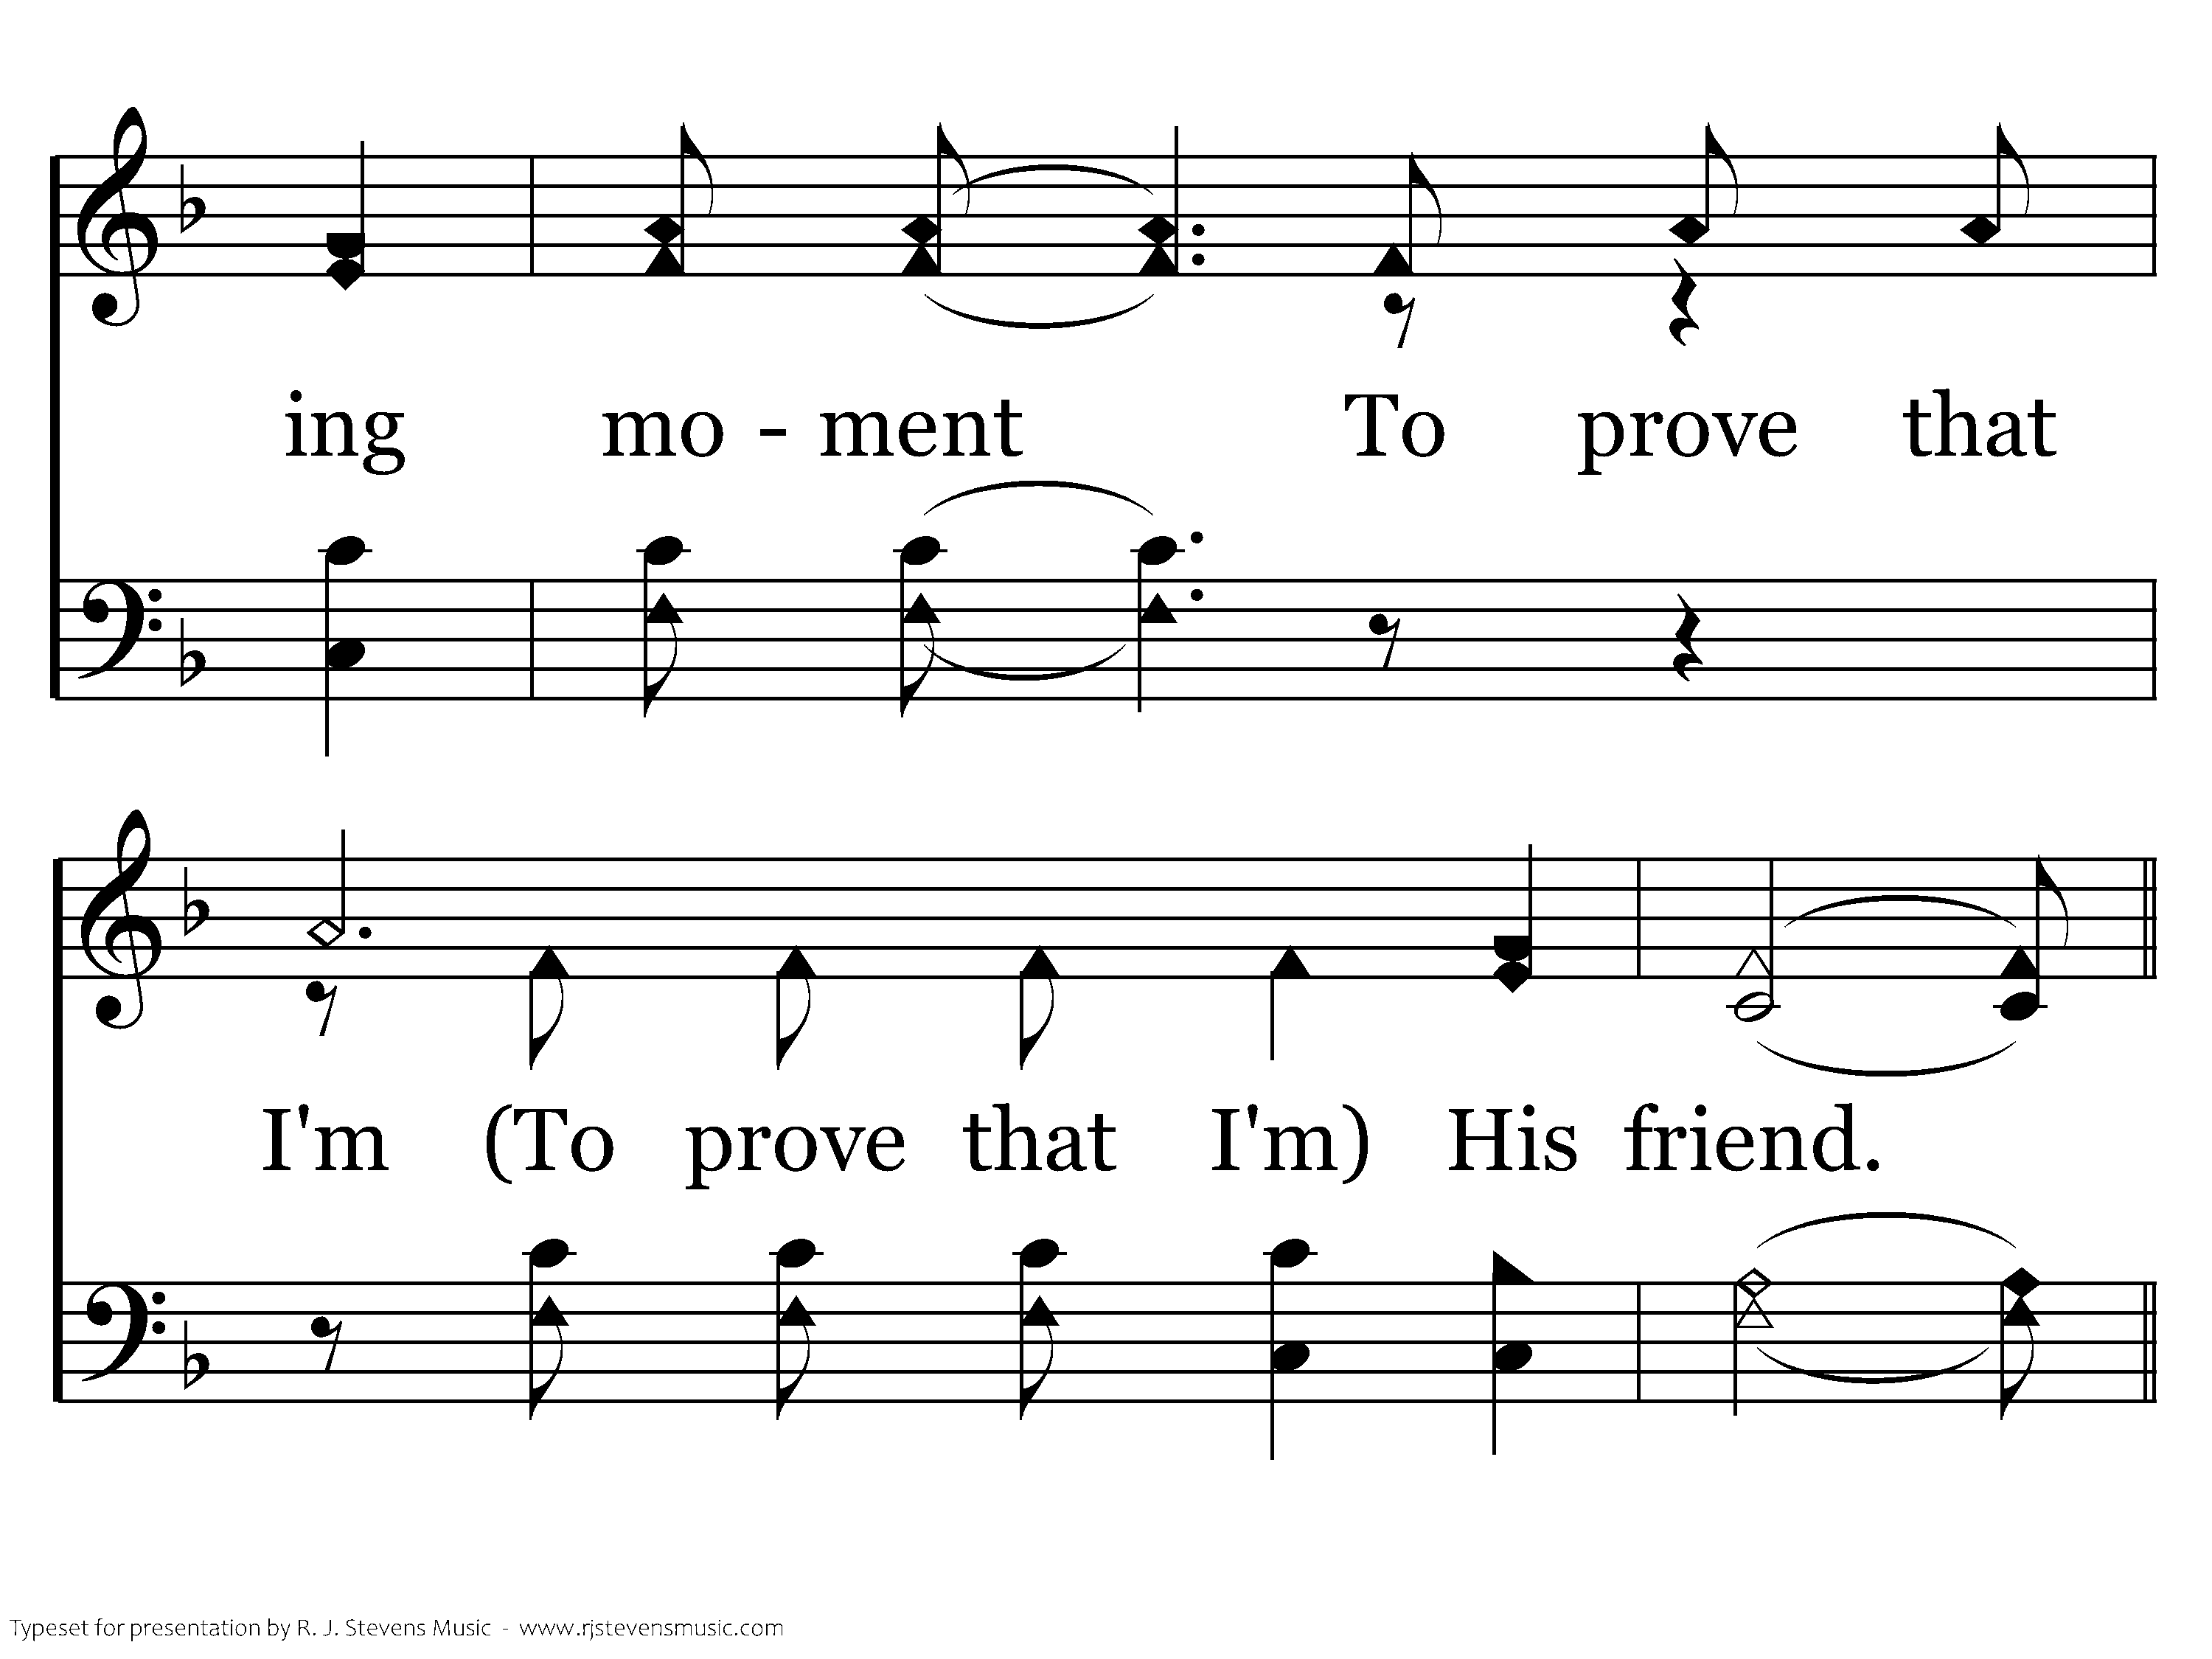 ing mo - ment To prove that
I'm (To prove that I'm) His friend.
Typeset for presentation by R. J. Stevens Music - www.rjstevensmusic.com